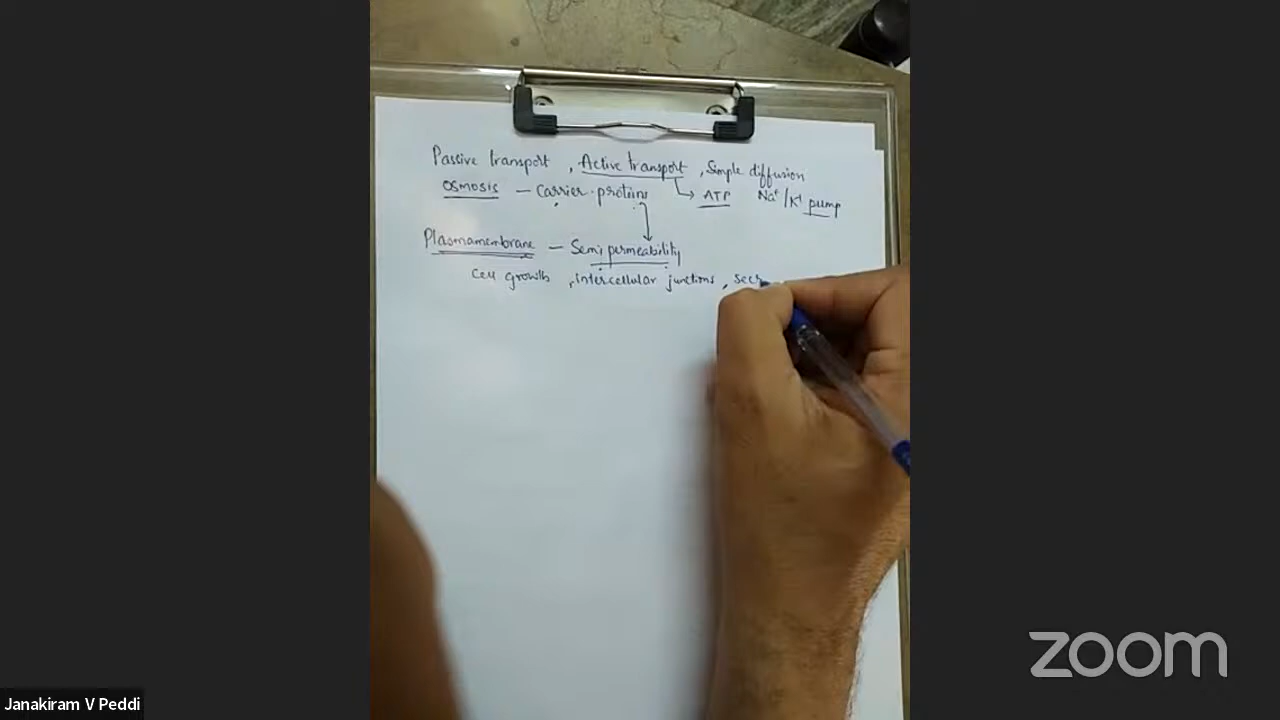 Passive transport , Active transport , Simple diffusion
OSMOSIS — Carrier proteins → ATP Na⁺/K⁺ pump
Plasmamembrane — Semipermeability
Cell growth , intercellular junctions , secr
zoom
Janakiram V Peddi